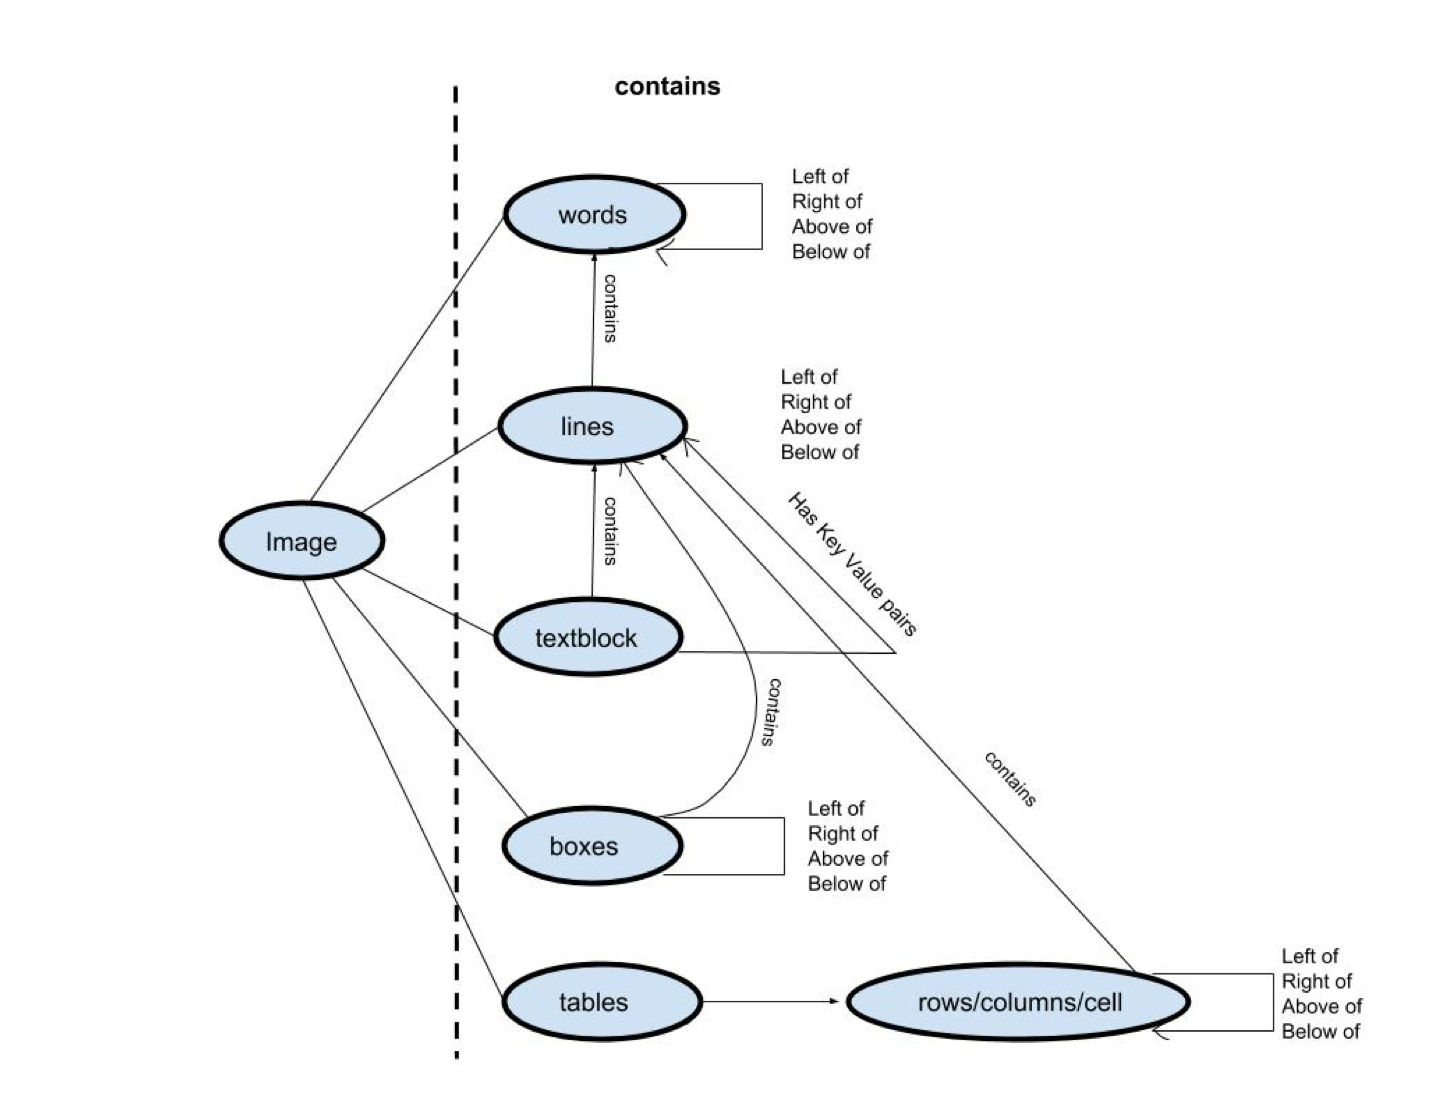 contains
words
Left of
Right of
Above of
Below of
contains
lines
Left of
Right of
Above of
Below of
Image
contains
Has Key Value pairs
textblock
contains
contains
boxes
Left of
Right of
Above of
Below of
tables
rows/columns/cell
Left of
Right of
Above of
Below of